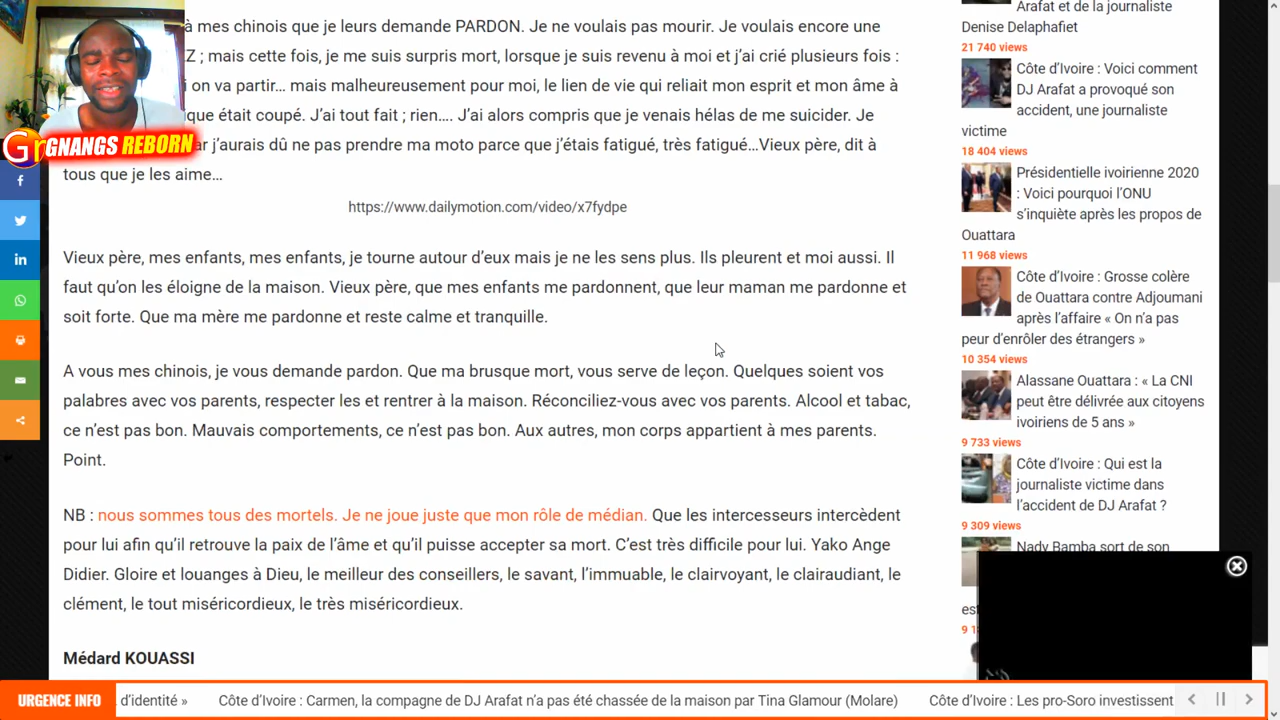 à mes chinois que je leurs demande PARDON. Je ne voulais pas mourir. Je voulais encore une
Z ; mais cette fois, je me suis surpris mort, lorsque je suis revenu à moi et j'ai crié plusieurs fois :
i on va partir… mais malheureusement pour moi, le lien de vie qui reliait mon esprit et mon âme à
que était coupé. J'ai tout fait ; rien…. J'ai alors compris que je venais hélas de me suicider. Je
ar j'aurais dû ne pas prendre ma moto parce que j'étais fatigué, très fatigué…Vieux père, dit à
tous que je les aime…
GNANGS REBORN
https://www.dailymotion.com/video/x7fydpe
Vieux père, mes enfants, mes enfants, je tourne autour d'eux mais je ne les sens plus. Ils pleurent et moi aussi. Il
faut qu'on les éloigne de la maison. Vieux père, que mes enfants me pardonnent, que leur maman me pardonne et
soit forte. Que ma mère me pardonne et reste calme et tranquille.
A vous mes chinois, je vous demande pardon. Que ma brusque mort, vous serve de leçon. Quelques soient vos
palabres avec vos parents, respecter les et rentrer à la maison. Réconciliez-vous avec vos parents. Alcool et tabac,
ce n'est pas bon. Mauvais comportements, ce n'est pas bon. Aux autres, mon corps appartient à mes parents.
Point.
NB : nous sommes tous des mortels. Je ne joue juste que mon rôle de médian. Que les intercesseurs intercèdent
pour lui afin qu'il retrouve la paix de l'âme et qu'il puisse accepter sa mort. C'est très difficile pour lui. Yako Ange
Didier. Gloire et louanges à Dieu, le meilleur des conseillers, le savant, l'immuable, le clairvoyant, le clairaudiant, le
clément, le tout miséricordieux, le très miséricordieux.
Médard KOUASSI
Arafat et de la journaliste
Denise Delaphafiet
21 740 views
Côte d'Ivoire : Voici comment
DJ Arafat a provoqué son
accident, une journaliste
victime
18 404 views
Présidentielle ivoirienne 2020
: Voici pourquoi l'ONU
s'inquiète après les propos de
Ouattara
11 968 views
Côte d'Ivoire : Grosse colère
de Ouattara contre Adjoumani
après l'affaire « On n'a pas
peur d'enrôler des étrangers »
10 354 views
Alassane Ouattara : « La CNI
peut être délivrée aux citoyens
ivoiriens de 5 ans »
9 733 views
Côte d'Ivoire : Qui est la
journaliste victime dans
l'accident de DJ Arafat ?
9 309 views
Nady Bamba sort de son
URGENCE INFO
d'identité » Côte d'Ivoire : Carmen, la compagne de DJ Arafat n'a pas été chassée de la maison par Tina Glamour (Molare) Côte d'Ivoire : Les pro-Soro investissent